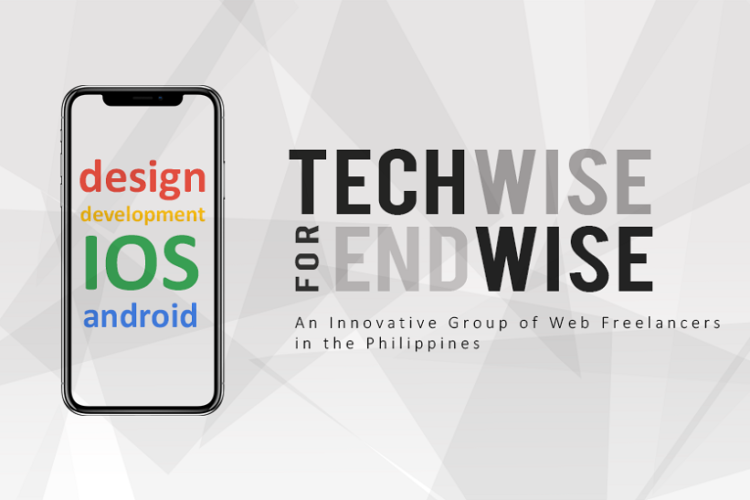 design
development
IOS
android
TECHWISE
FOR ENDWISE
An Innovative Group of Web Freelancers
in the Philippines